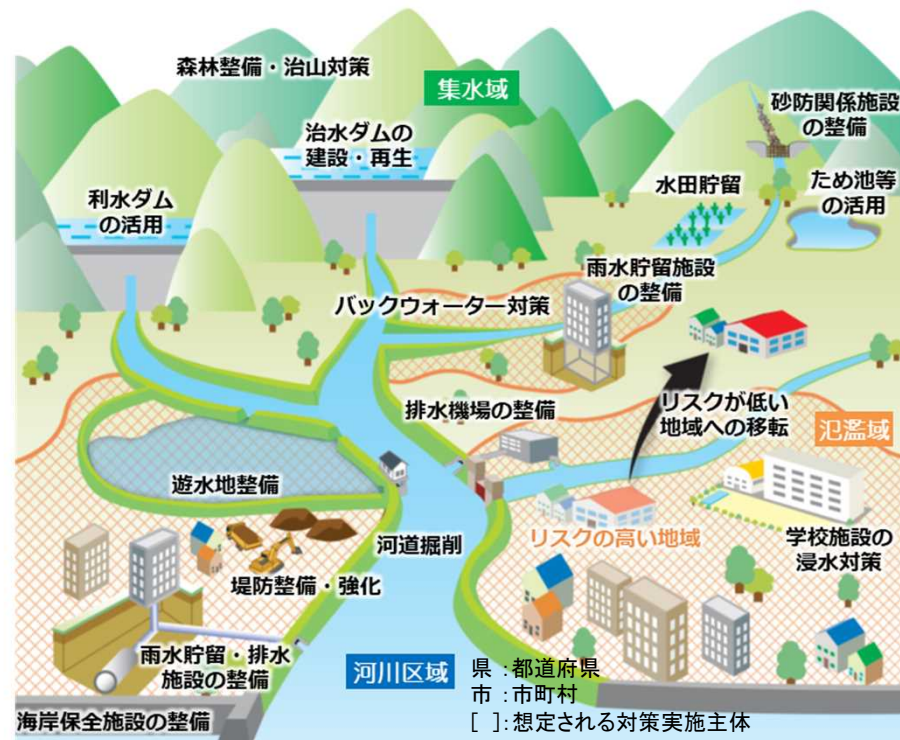 森林整備・治山対策
集水域
砂防関係施設
の整備
治水ダムの
建設・再生
水田貯留
ため池等
の活用
利水ダム
の活用
雨水貯留施設
の整備
バックウォーター対策
排水機場の整備
リスクが低い
地域への移転
氾濫域
遊水地整備
河道掘削
リスクの高い地域
学校施設の
浸水対策
堤防整備・強化
雨水貯留・排水
施設の整備
河川区域
県 :都道府県
市 :市町村
[ ]:想定される対策実施主体
海岸保全施設の整備